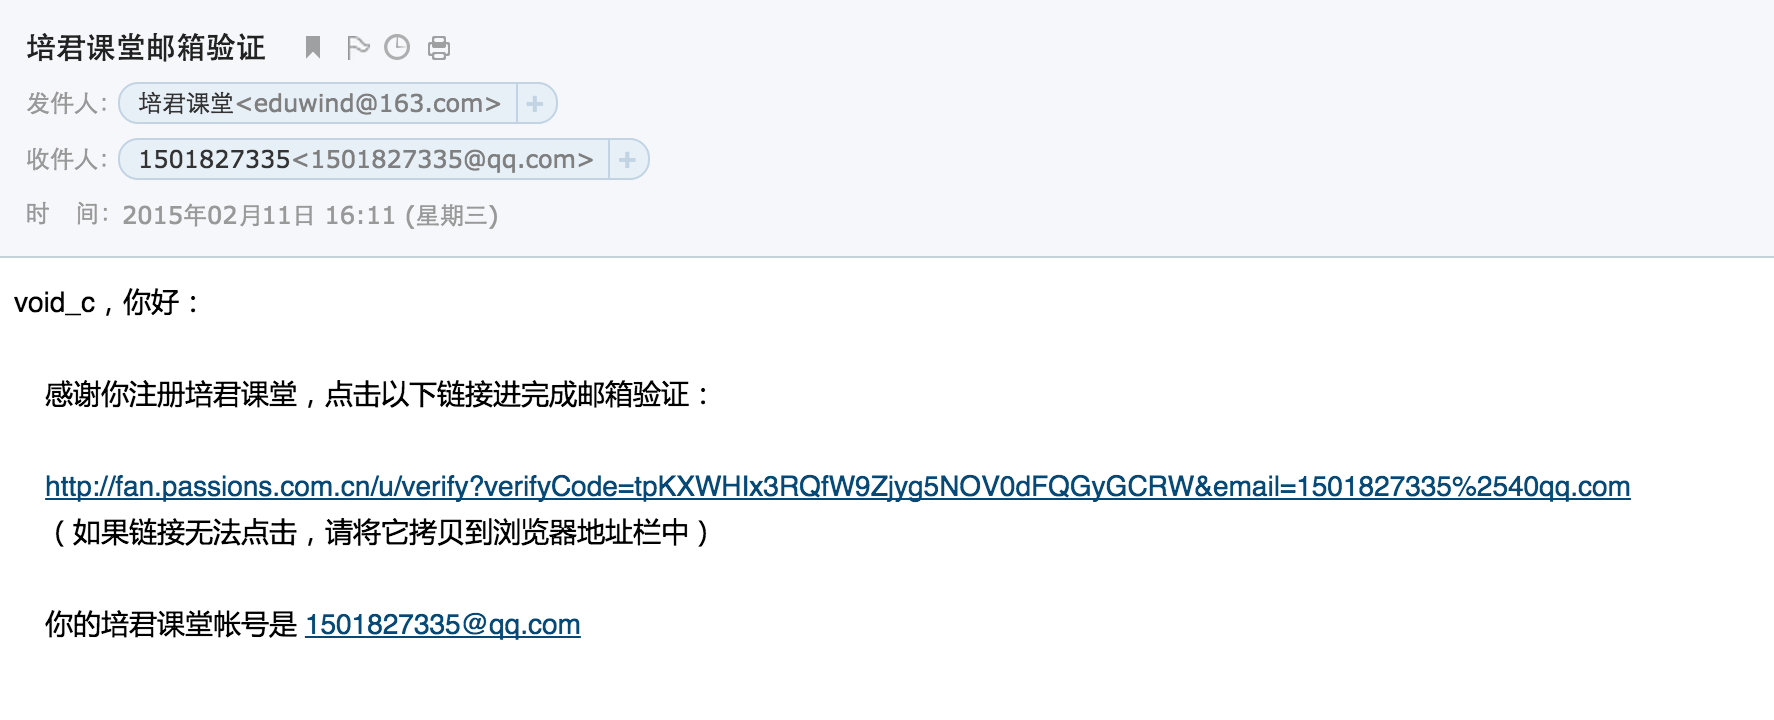 培君课堂邮箱验证
发件人： 培君课堂<eduwind@163.com> +
收件人： 1501827335<1501827335@qq.com> +
时 间： 2015年02月11日 16:11 (星期三)
void_c，你好：
感谢你注册培君课堂，点击以下链接进完成邮箱验证：
http://fan.passions.com.cn/u/verify?verifyCode=tpKXWHIx3RQfW9Zjyg5NOV0dFQGyGCRW&email=1501827335%2540qq.com
（如果链接无法点击，请将它拷贝到浏览器地址栏中）
你的培君课堂帐号是 1501827335@qq.com